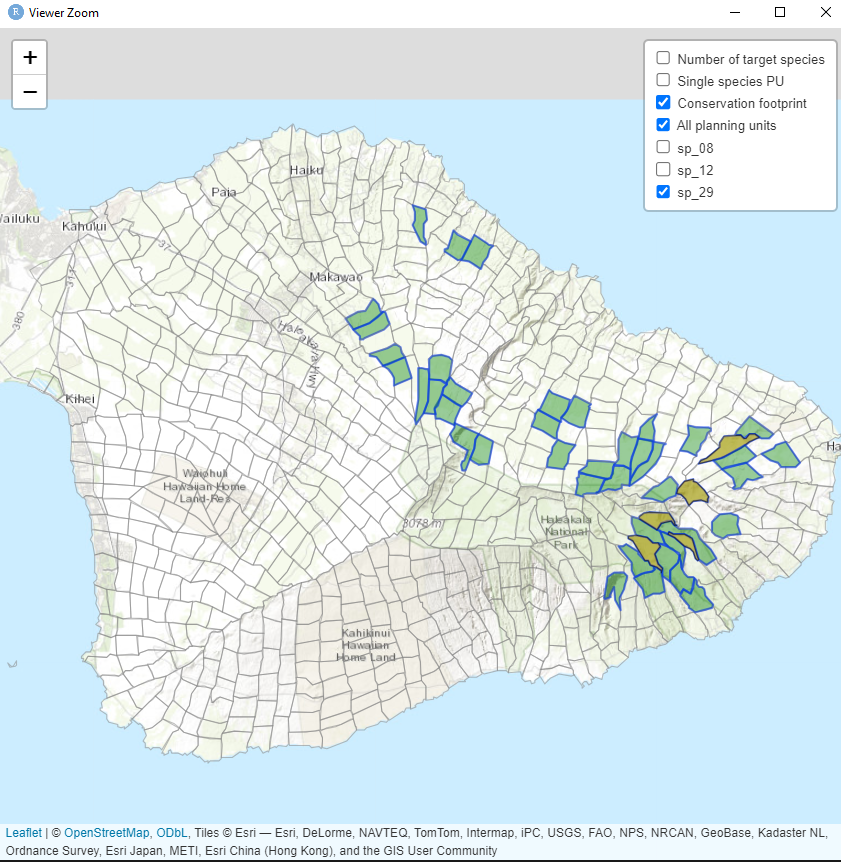 Viewer Zoom
+
−
Number of target species
Single species PU
Conservation footprint
All planning units
sp_08
sp_12
sp_29
Haiku
Paia
Kahului
37
311
380
Makawao
Haleakala Hwy
Kihei
Waiohuli
Hawaiian Home
Land-Res
3078 m
Haleakala
National
Park
Kahikinui
Hawaiian
Home Land
Leaflet | © OpenStreetMap, ODbL, Tiles © Esri — Esri, DeLorme, NAVTEQ, TomTom, Intermap, iPC, USGS, FAO, NPS, NRCAN, GeoBase, Kadaster NL,
Ordnance Survey, Esri Japan, METI, Esri China (Hong Kong), and the GIS User Community